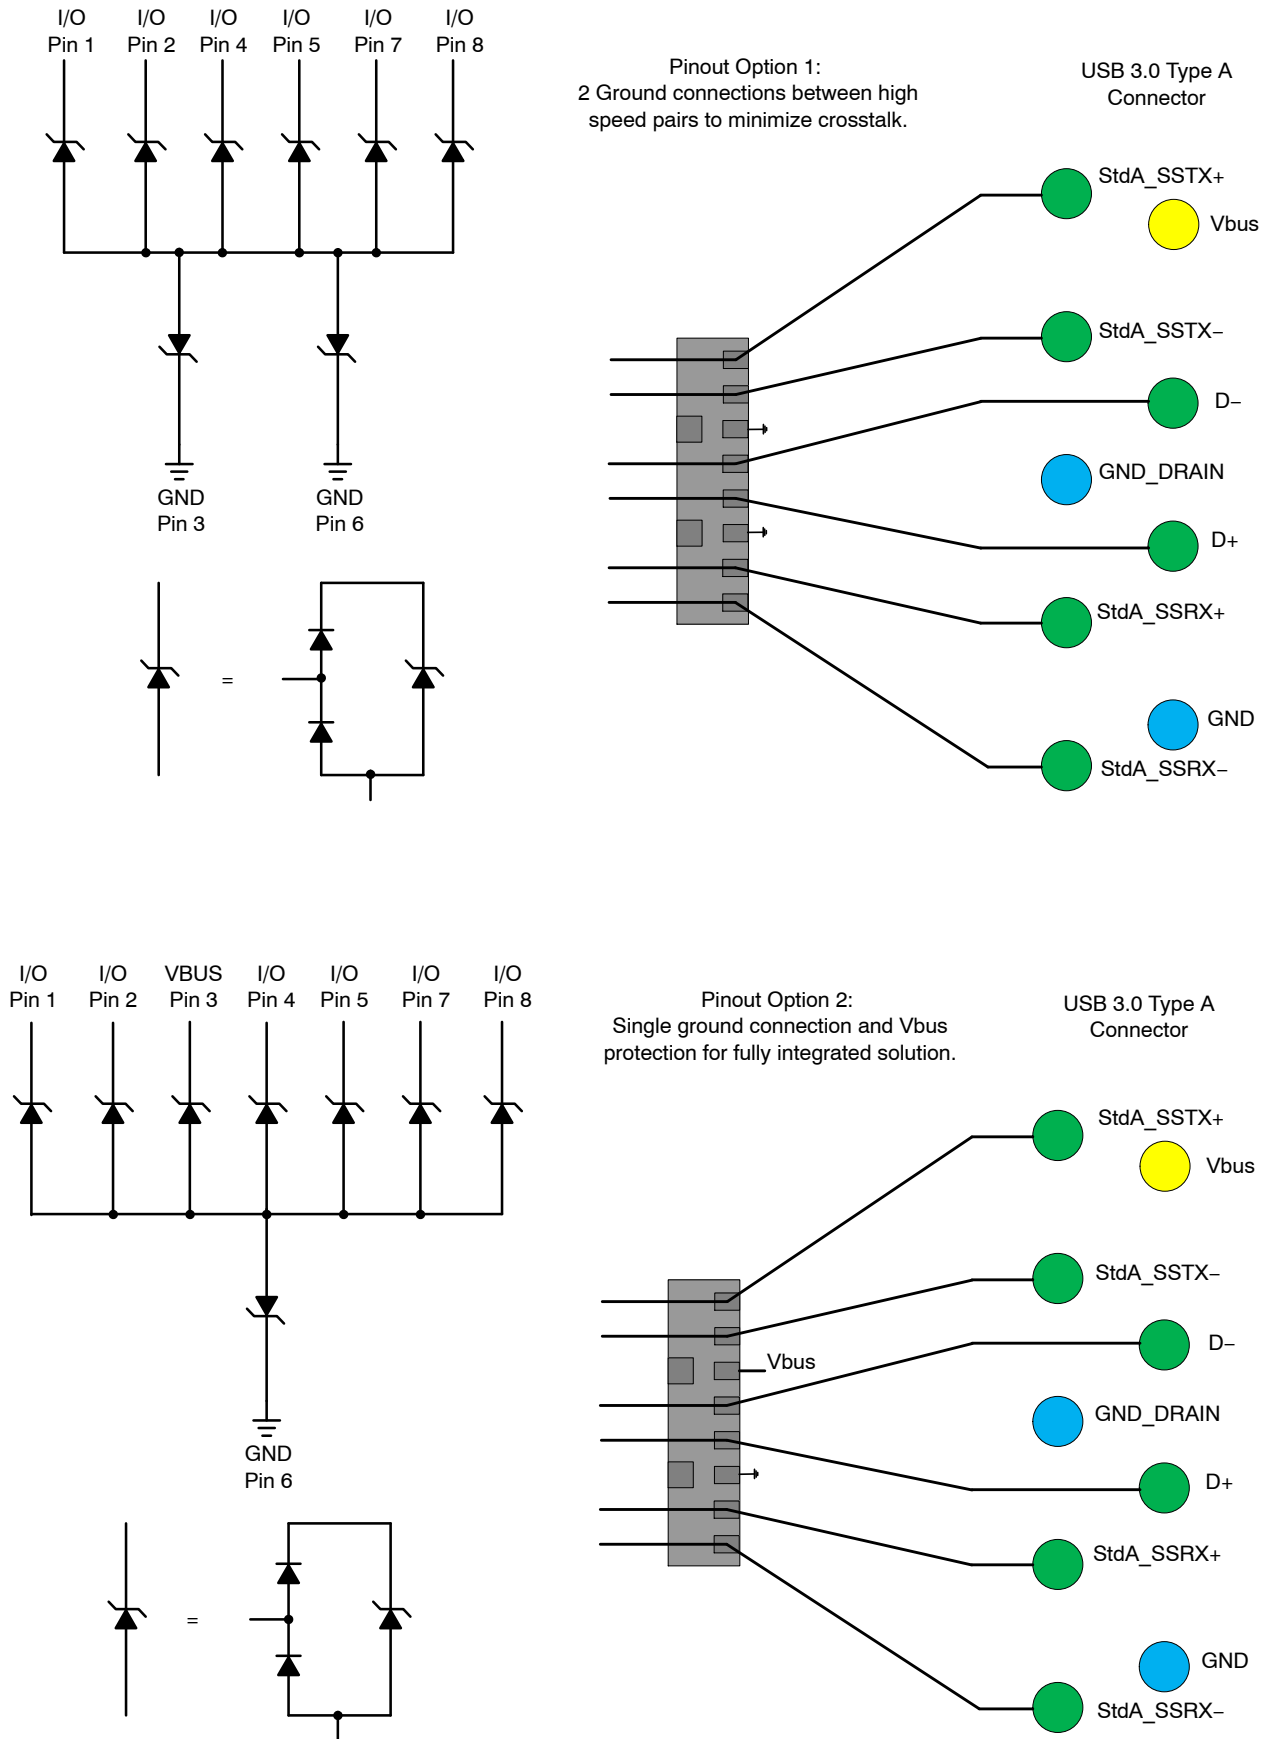 I/O I/O I/O I/O I/O I/O
Pin 1 Pin 2 Pin 4 Pin 5 Pin 7 Pin 8
GND GND
Pin 3 Pin 6
=
Pinout Option 1:
2 Ground connections between high
speed pairs to minimize crosstalk.
USB 3.0 Type A
Connector
StdA_SSTX+
Vbus
StdA_SSTX−
D−
GND_DRAIN
D+
StdA_SSRX+
GND
StdA_SSRX−
I/O I/O VBUS I/O I/O I/O I/O
Pin 1 Pin 2 Pin 3 Pin 4 Pin 5 Pin 7 Pin 8
GND
Pin 6
=
Pinout Option 2:
Single ground connection and Vbus
protection for fully integrated solution.
USB 3.0 Type A
Connector
Vbus
StdA_SSTX+
Vbus
StdA_SSTX−
D−
GND_DRAIN
D+
StdA_SSRX+
GND
StdA_SSRX−